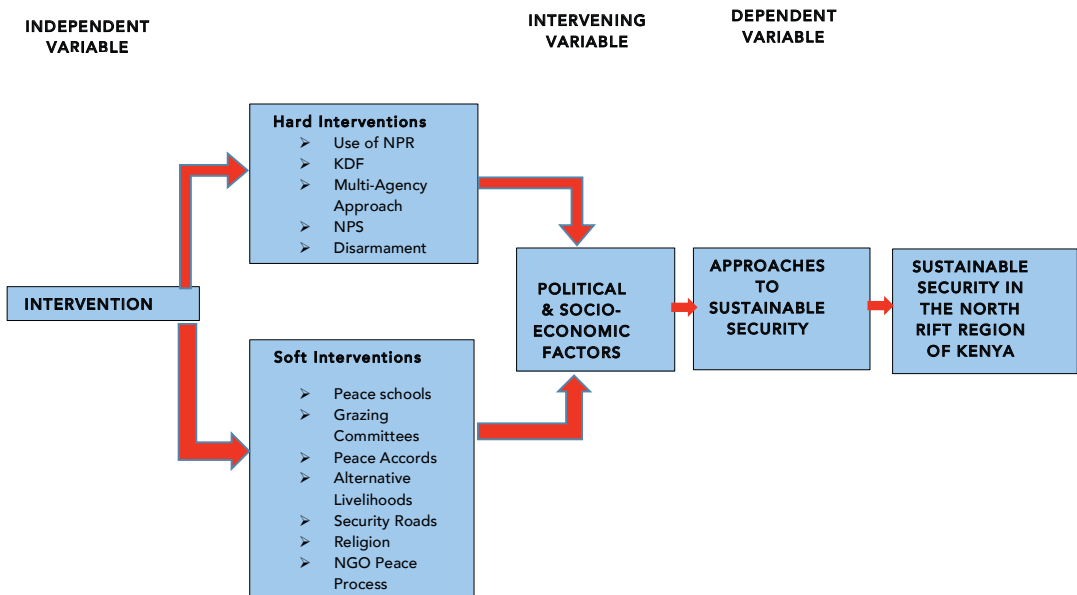 INDEPENDENT
VARIABLE
INTERVENING
VARIABLE
DEPENDENT
VARIABLE
Hard Interventions
➢ Use of NPR
➢ KDF
➢ Multi-Agency
Approach
➢ NPS
➢ Disarmament
INTERVENTION
Soft Interventions
➢ Peace schools
➢ Grazing
Committees
➢ Peace Accords
➢ Alternative
Livelihoods
➢ Security Roads
➢ Religion
➢ NGO Peace
Process
POLITICAL
& SOCIO-
ECONOMIC
FACTORS
APPROACHES
TO
SUSTAINABLE
SECURITY
SUSTAINABLE
SECURITY IN
THE NORTH
RIFT REGION
OF KENYA